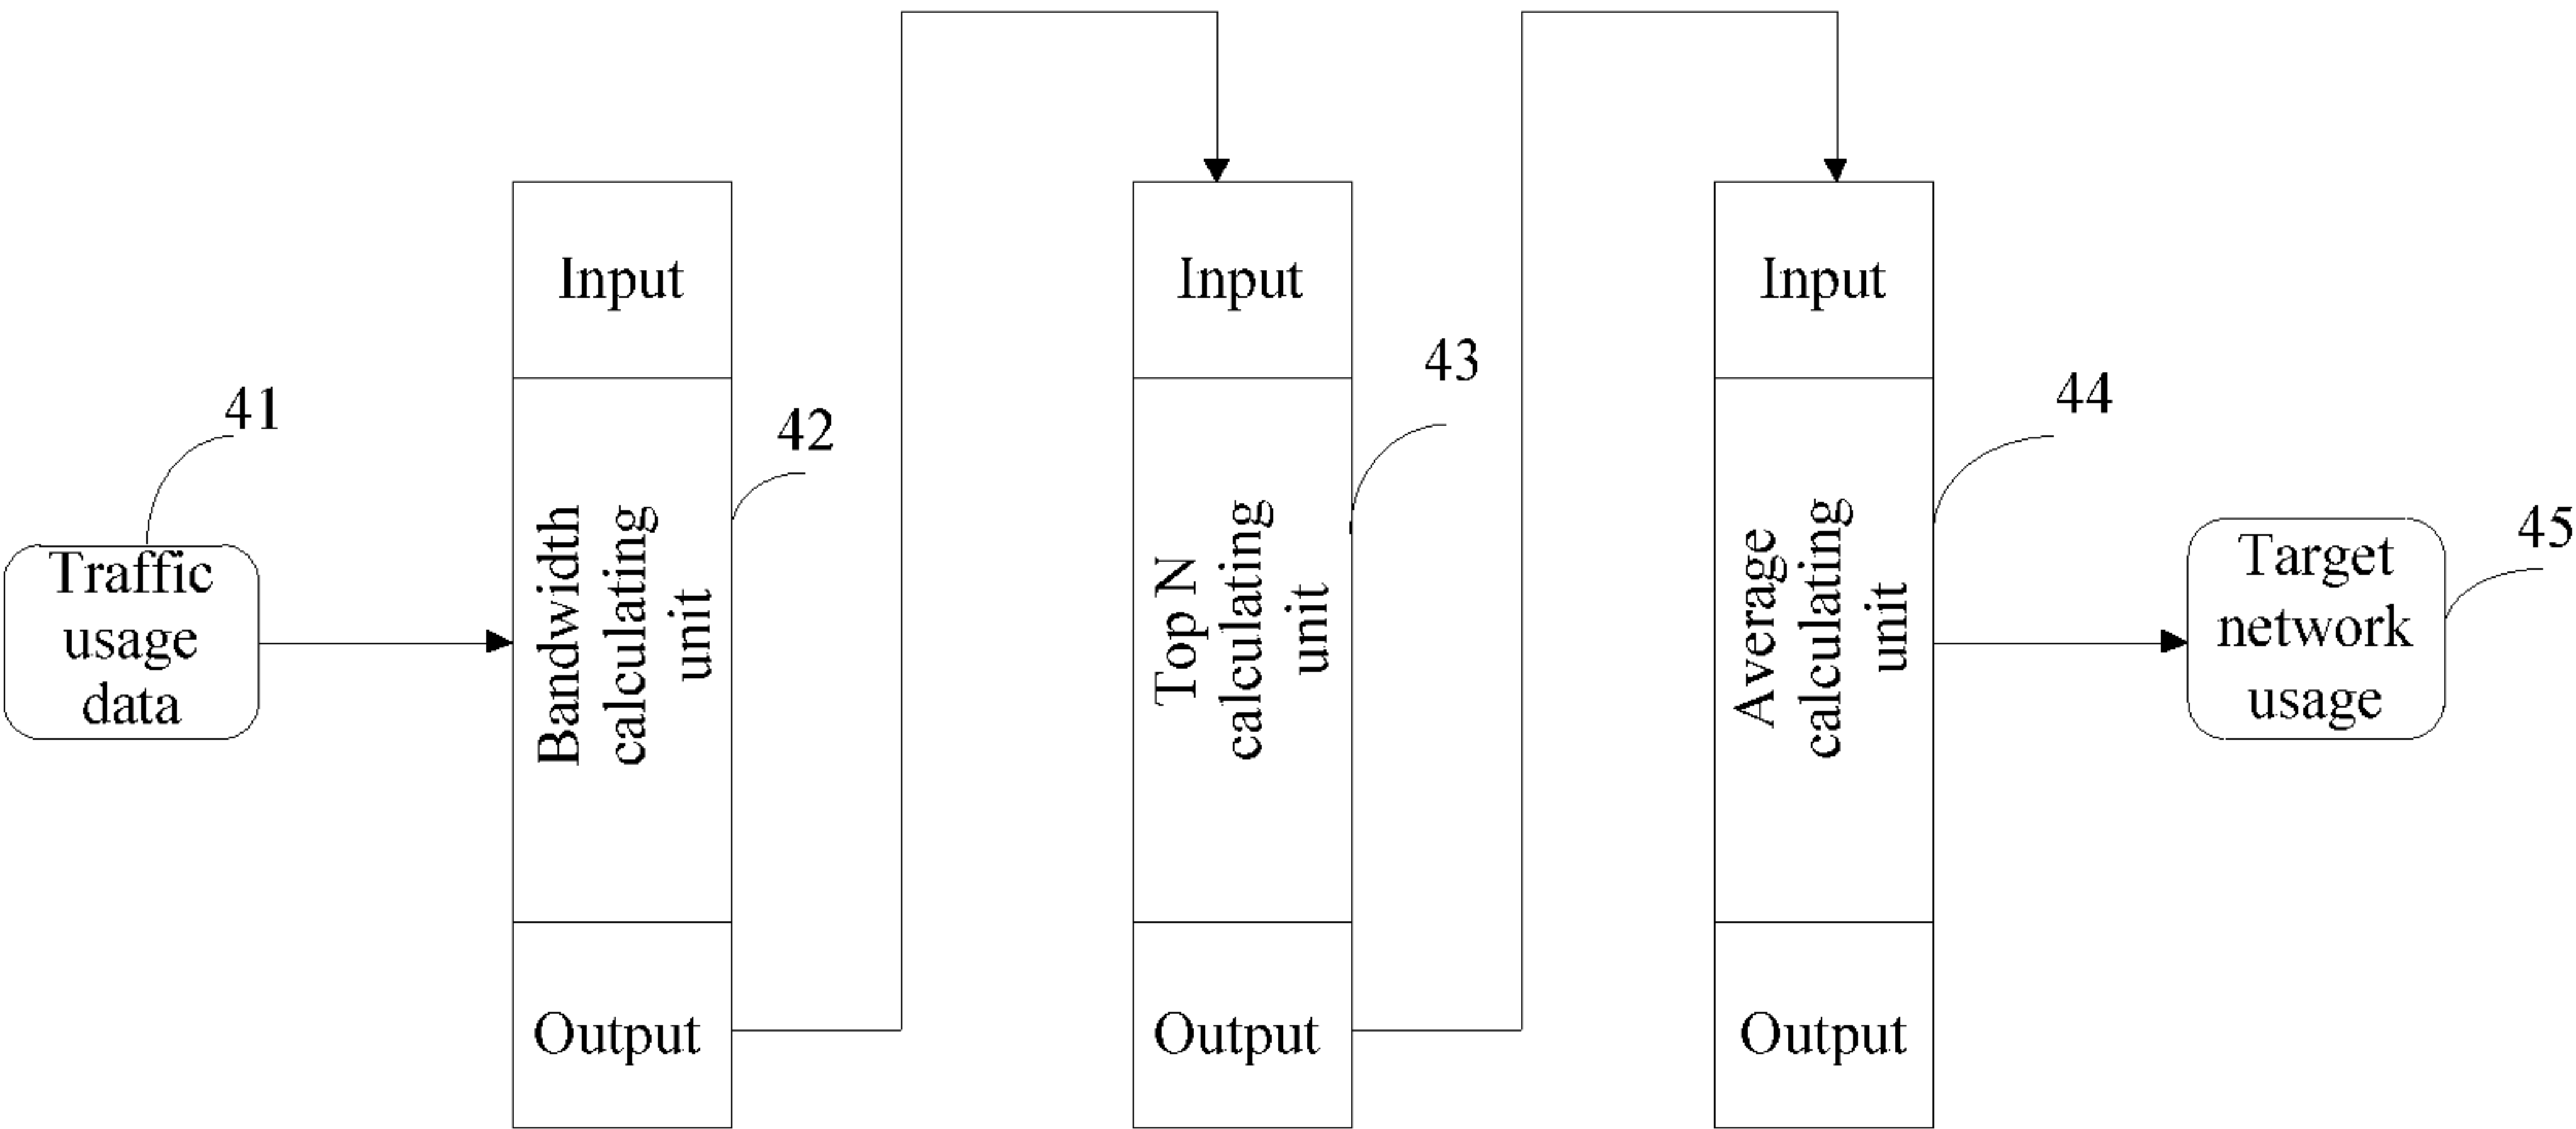 41
Traffic
usage
data
Input
Bandwidth
calculating
unit
Output
42
Input
Top N
calculating
unit
Output
43
Input
Average
calculating
unit
Output
44
Target
network
usage
45